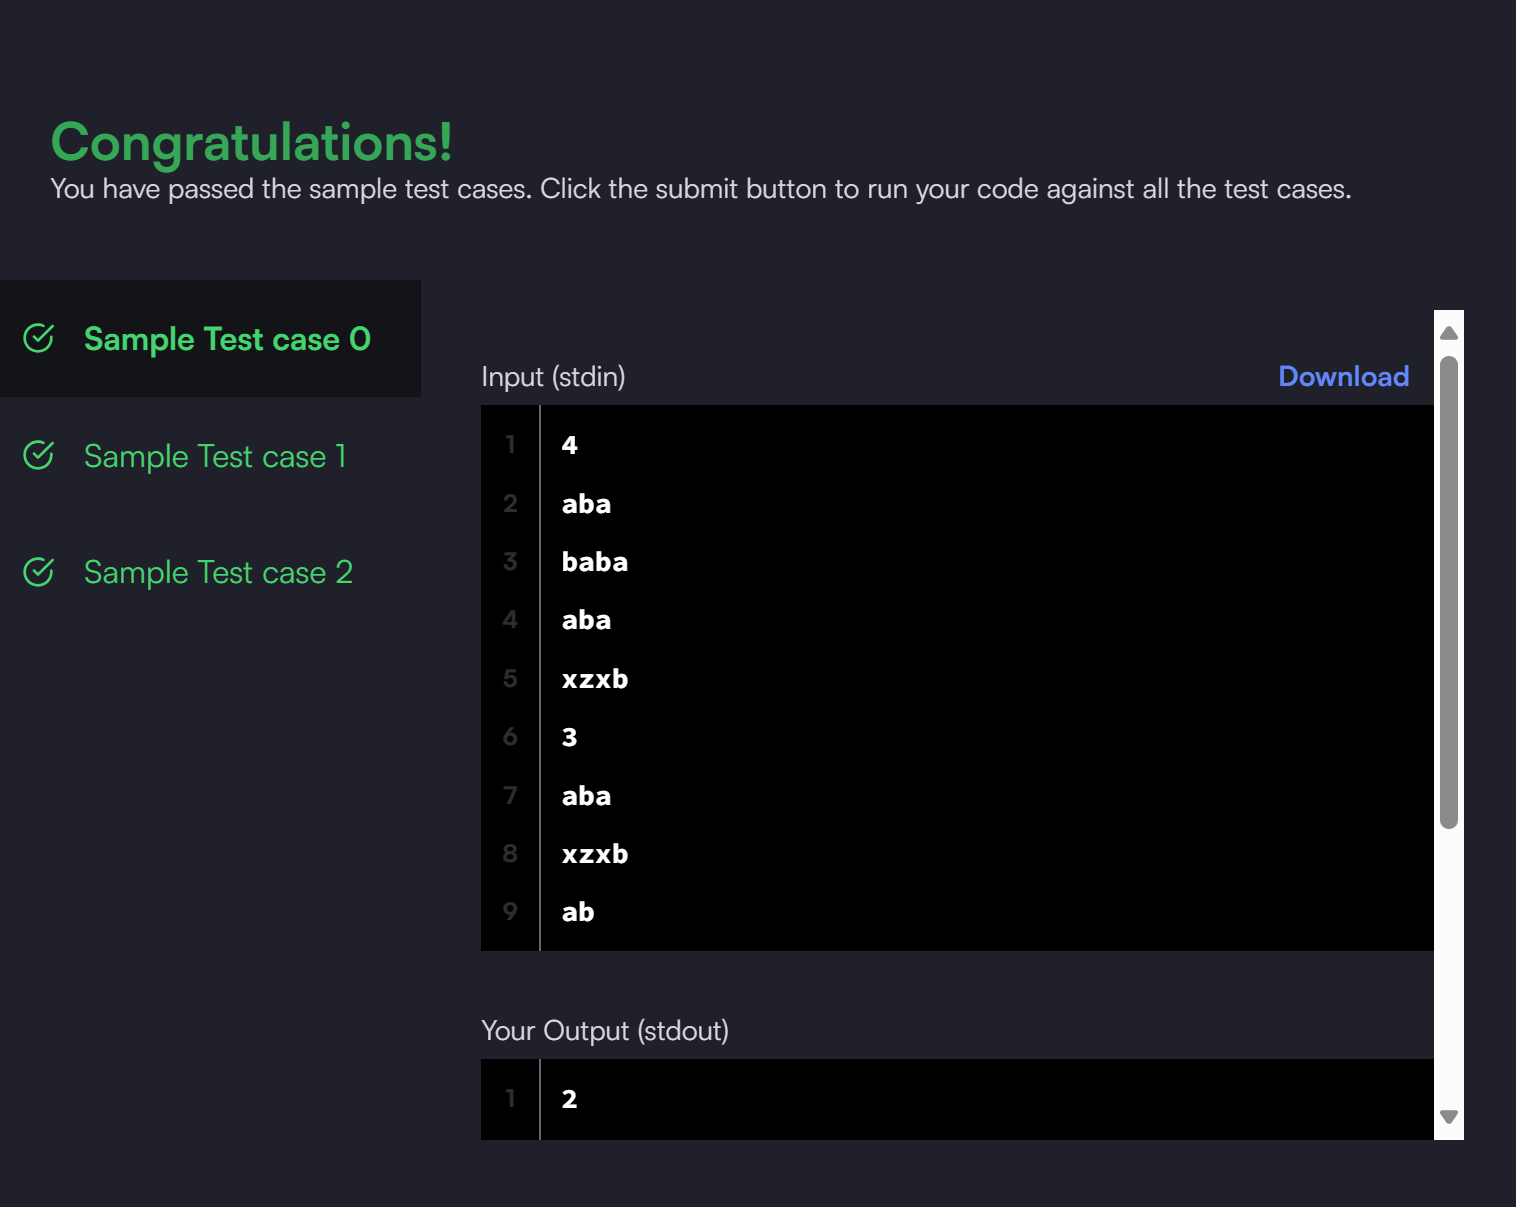 Congratulations!
You have passed the sample test cases. Click the submit button to run your code against all the test cases.
Sample Test case 0
Sample Test case 1
Sample Test case 2
Input (stdin)
Download
1 4
2 aba
3 baba
4 aba
5 xzxb
6 3
7 aba
8 xzxb
9 ab
Your Output (stdout)
1 2